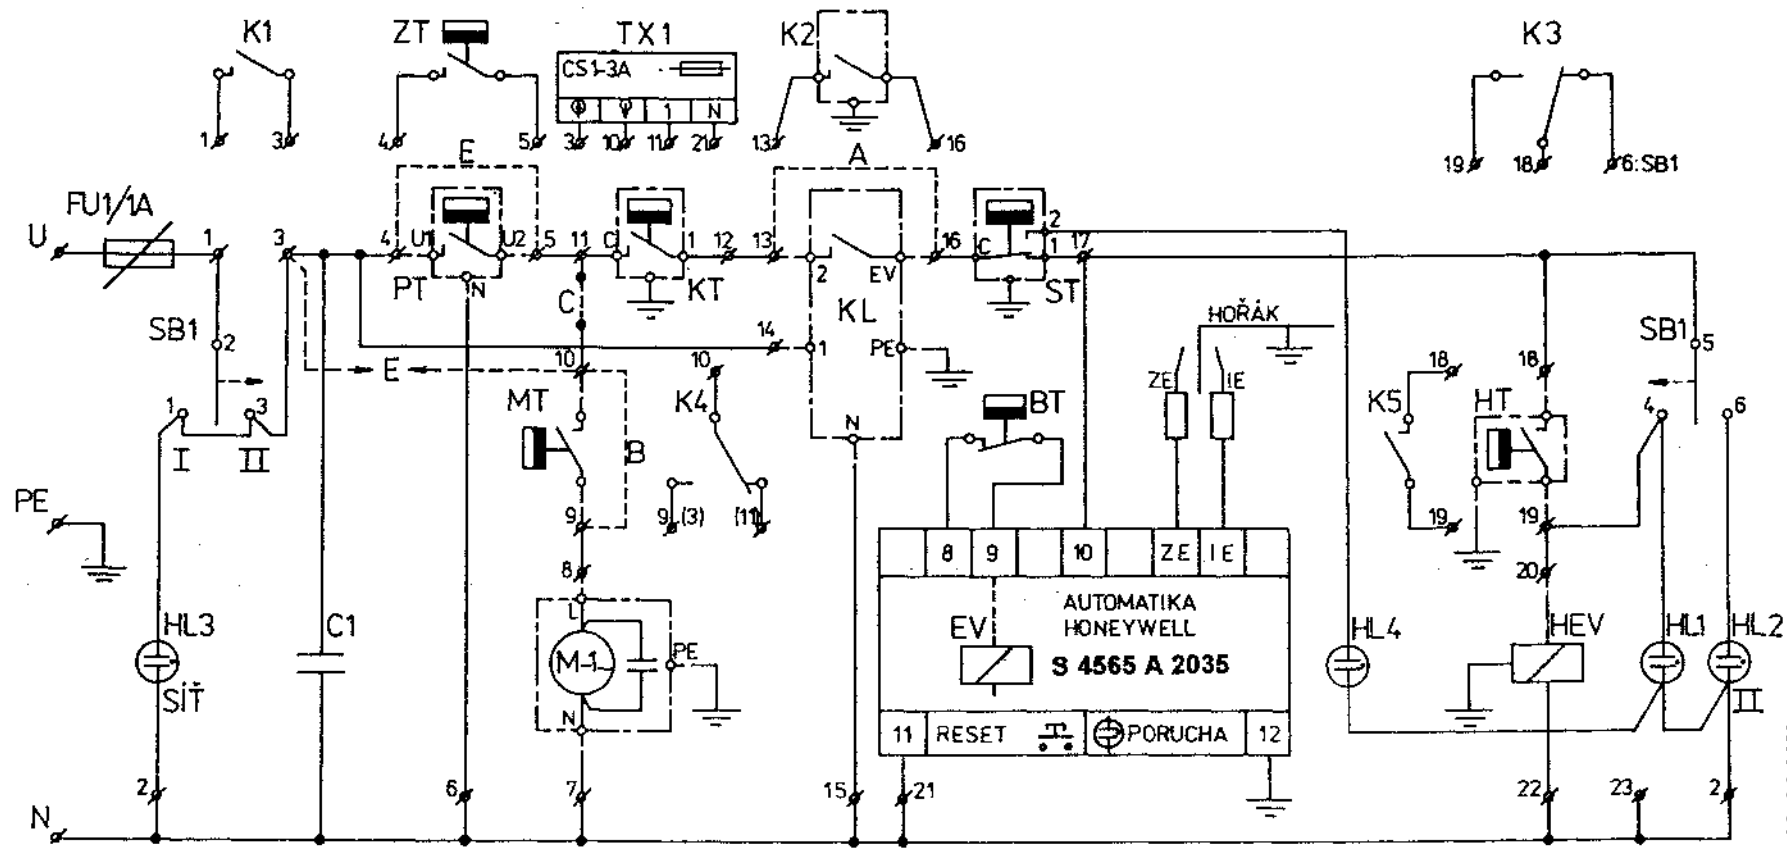 K1
ZT
TX1
K2
K3
CS1-3A
1 N
1 3 4 5 3 10 11 21 13 16 19 18 6:SB1
E
A
FU1/1A
U 1 3 4 U1 U2 5 11 C 1 12 13 2 EV 16 C 2 1 17
PT N
KT
KL
ST
C
HOŘÁK
SB1 2
14 1
PE
SB1 5
E
10
10
18
18
MT
K4
BT
ZE
IE
K5
HT
4 6
1 3
I II
B
N
PE
9
9 (3) (11)
19
19
8 9 10 ZE IE
8
20
AUTOMATIKA
HONEYWELL
S 4565 A 2035
EV
HL3
C1
L
M-1
PE
N
HL4
HEV
HL1
HL2
SÍŤ
II
11 RESET PORUCHA 12
2 6 7 15 21 22 23 2
N